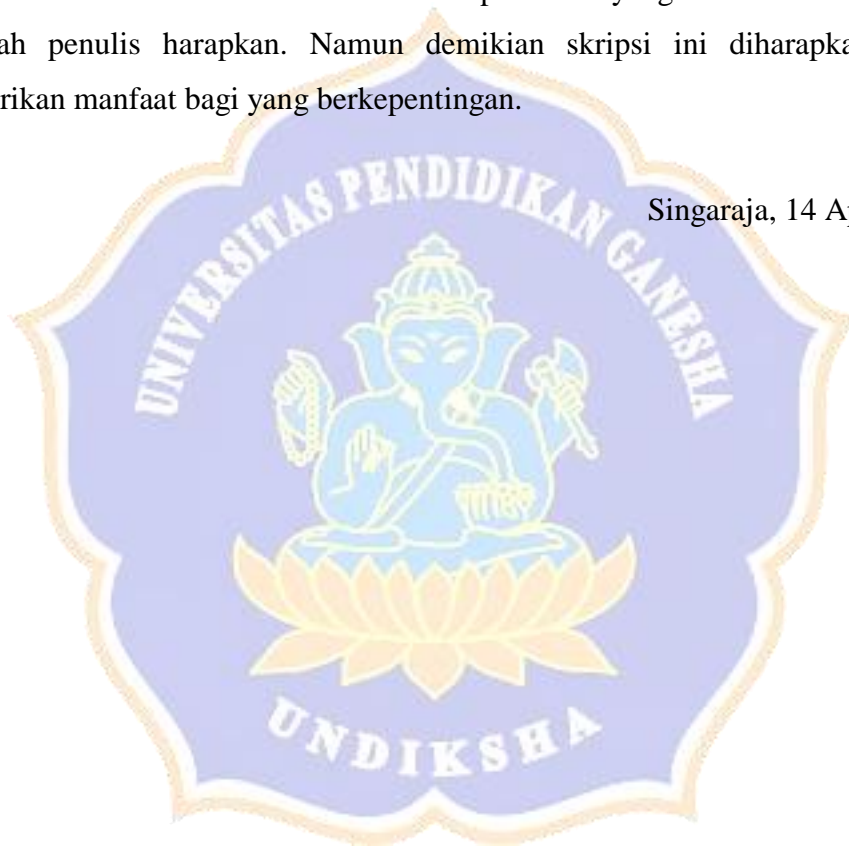 ah penulis harapkan. Namun demikian skripsi ini diharapka
rikan manfaat bagi yang berkepentingan.
Singaraja, 14 A
UNIVERSITAS PENDIDIKAN GANESHA
UNDIKSHA